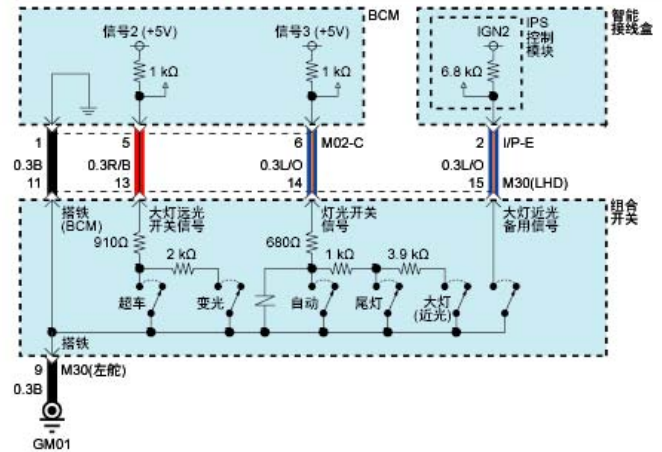 BCM
信号2 (+5V)
信号3 (+5V)
1 kΩ
1 kΩ
IGN2
6.8 kΩ
IPS
控制
模块
智能
接线盒
1
5
6
M02-C
2
I/P-E
0.3B
0.3R/B
0.3L/O
0.3L/O
11
13
14
15
M30(LHD)
搭铁
(BCM)
大灯远光
开关信号
灯光开关
信号
大灯近光
备用信号
组合
开关
910Ω
2 kΩ
680Ω
1 kΩ
3.9 kΩ
超车
变光
自动
尾灯
大灯
(近光)
搭铁
9
M30(左舵)
0.3B
GM01